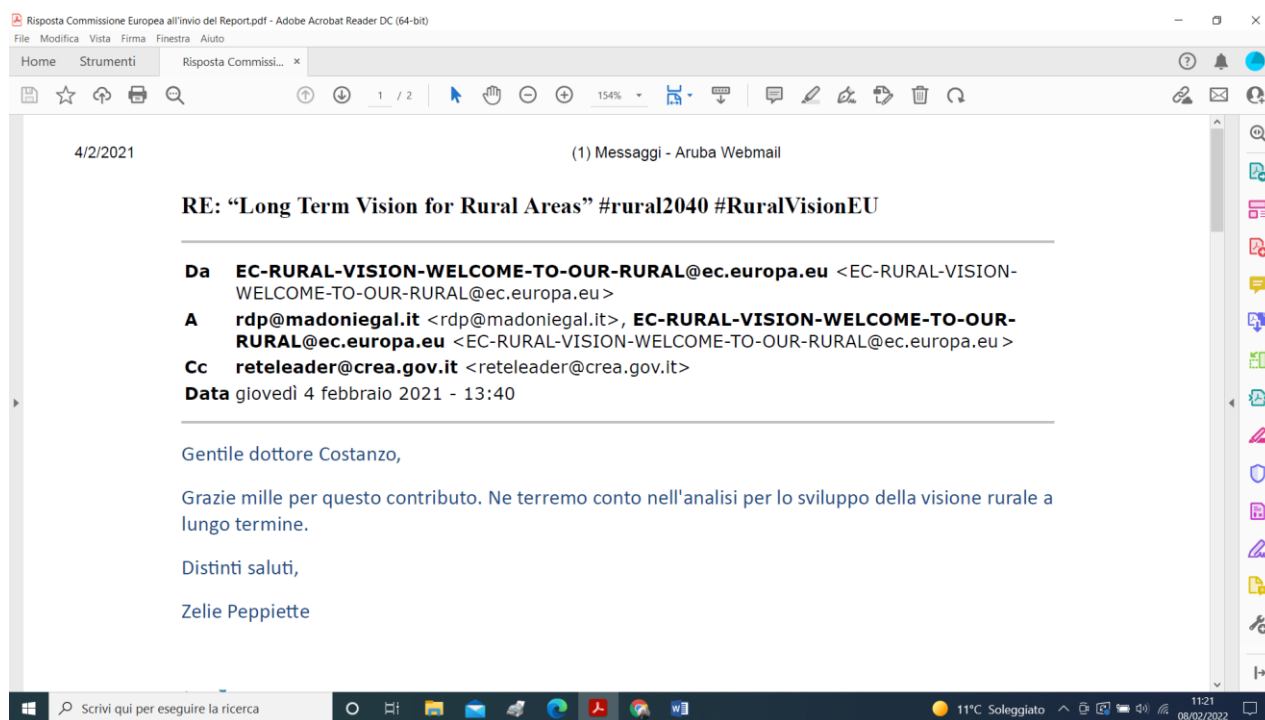 Risposta Commissione Europea all'invio del Report.pdf - Adobe Acrobat Reader DC (64-bit)
File Modifica Vista Firma Finestra Aiuto
Home Strumenti Risposta Commissi... ×
1 / 2 154%
4/2/2021 (1) Messaggi - Aruba Webmail
RE: “Long Term Vision for Rural Areas” #rural2040 #RuralVisionEU
Da EC-RURAL-VISION-WELCOME-TO-OUR-RURAL@ec.europa.eu <EC-RURAL-VISION-
WELCOME-TO-OUR-RURAL@ec.europa.eu>
A rdp@madoniegal.it <rdp@madoniegal.it>, EC-RURAL-VISION-WELCOME-TO-OUR-
RURAL@ec.europa.eu <EC-RURAL-VISION-WELCOME-TO-OUR-RURAL@ec.europa.eu>
Cc reteleader@crea.gov.it <reteleader@crea.gov.it>
Data giovedì 4 febbraio 2021 - 13:40
Gentile dottore Costanzo,
Grazie mille per questo contributo. Ne terremo conto nell'analisi per lo sviluppo della visione rurale a
lungo termine.
Distinti saluti,
Zelie Peppiette
Scrivi qui per eseguire la ricerca
11°C Soleggiato
11:21
08/02/2022